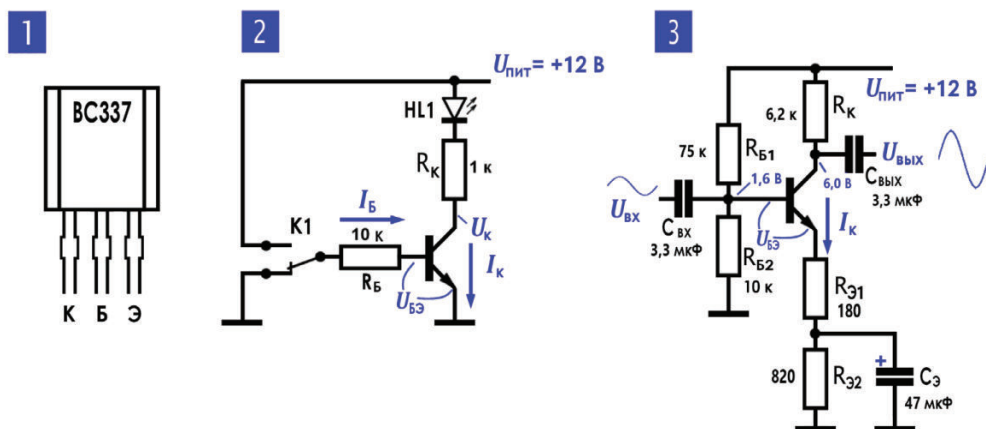 1
BC337
К Б Э
2
Uпит = +12 В
HL1
RК
1 к
IБ
K1
10 к
RБ
UК
IК
UБЭ
3
Uпит = +12 В
RК
6,2 к
75 к
RБ1
Uвых
Cвых
3,3 мкФ
1,6 В
6,0 В
Uвх
C вх
3,3 мкФ
IК
UБЭ
RБ2
10 к
RЭ1
180
820
RЭ2
+
CЭ
47 мкФ